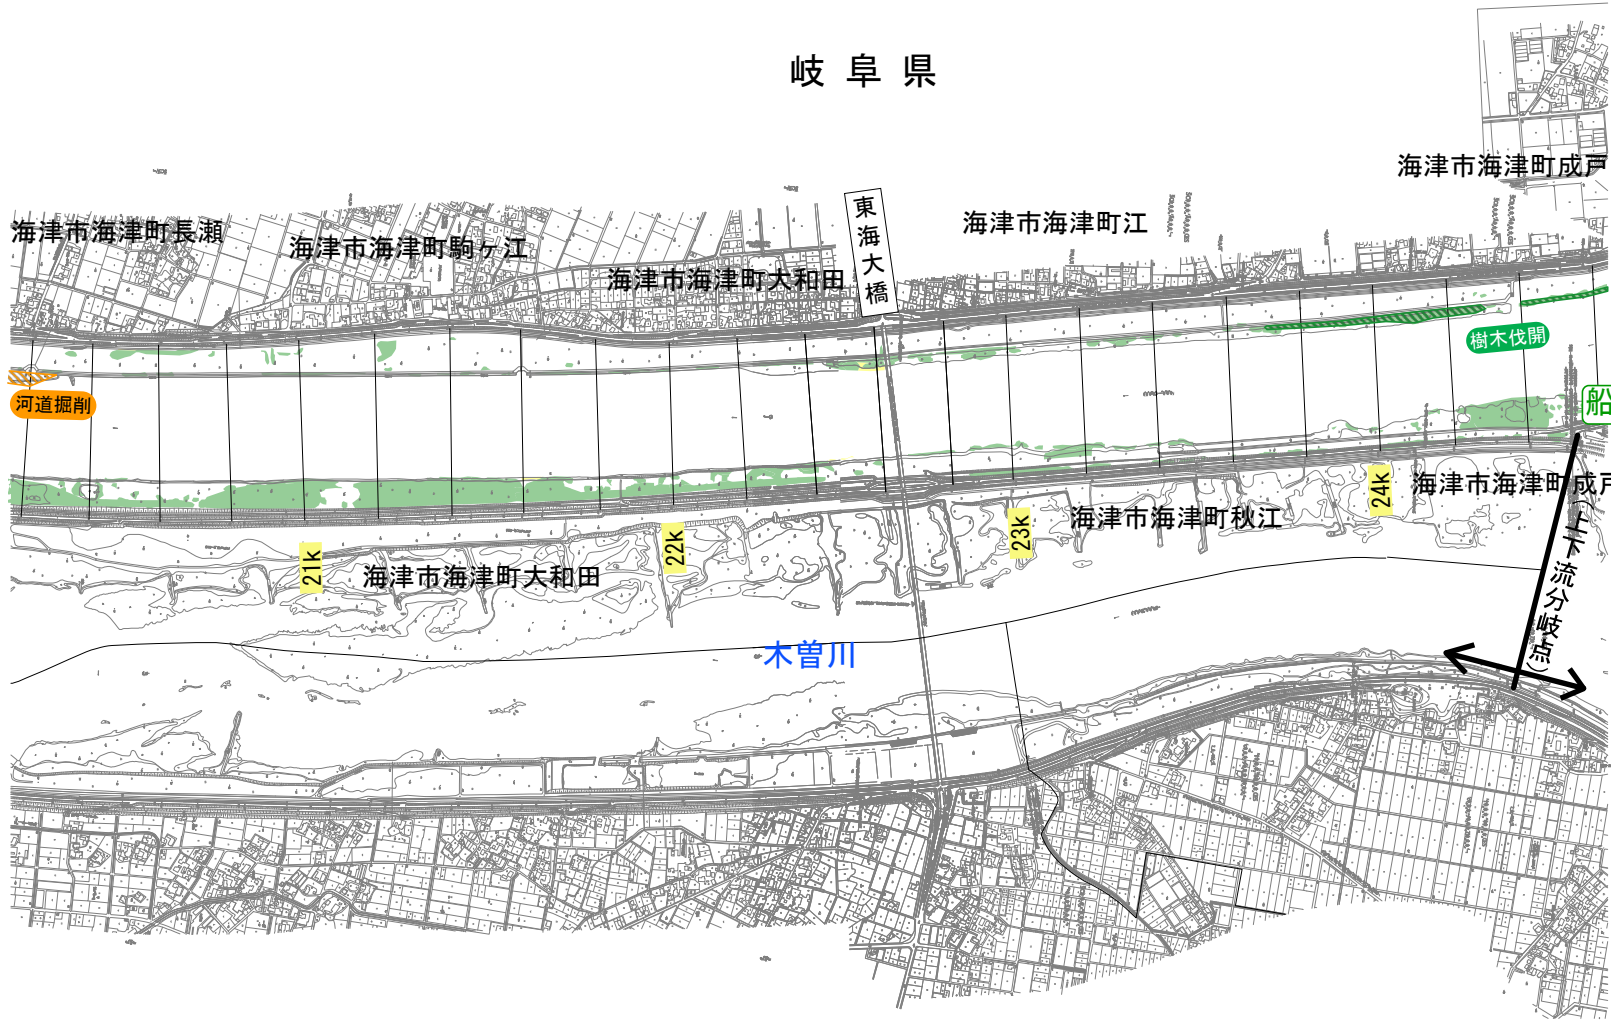 岐阜県
海津市海津町成戸
海津市海津町長瀬
海津市海津町駒ヶ江
海津市海津町大和田
東海大橋
海津市海津町江
樹木伐開
河道掘削
船
21k
22k
23k
24k
海津市海津町成戸
海津市海津町秋江
海津市海津町大和田
(上下流分岐点)
木曽川